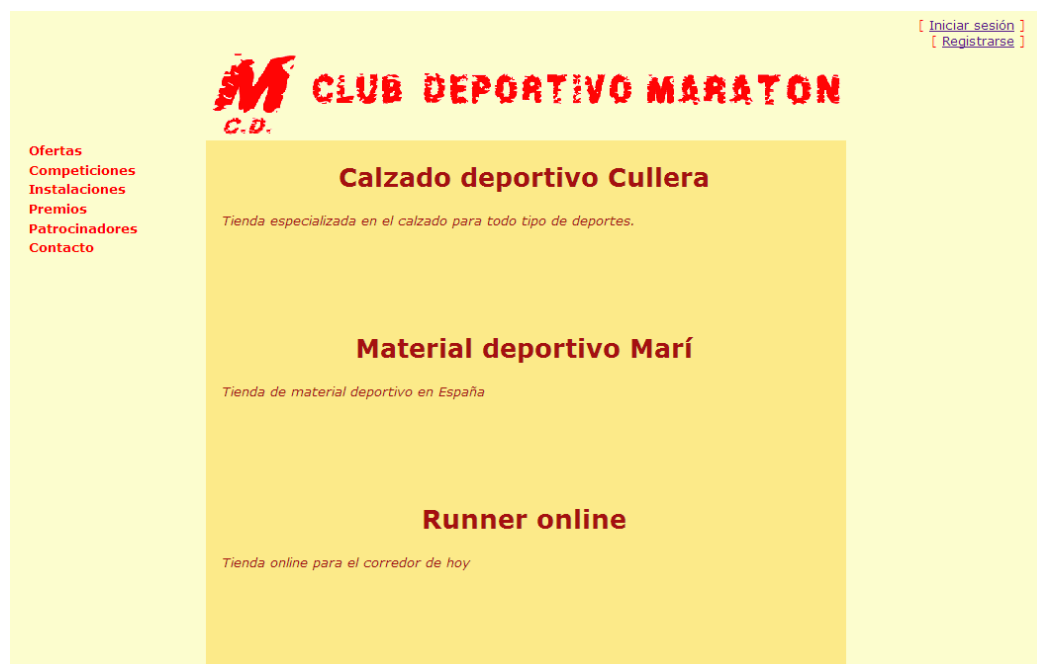 [ Iniciar sesión ]
[ Registrarse ]
M CLUB DEPORTIVO MARATON
C.D.
Ofertas
Competiciones
Instalaciones
Premios
Patrocinadores
Contacto
Calzado deportivo Cullera
Tienda especializada en el calzado para todo tipo de deportes.
Material deportivo Marí
Tienda de material deportivo en España
Runner online
Tienda online para el corredor de hoy